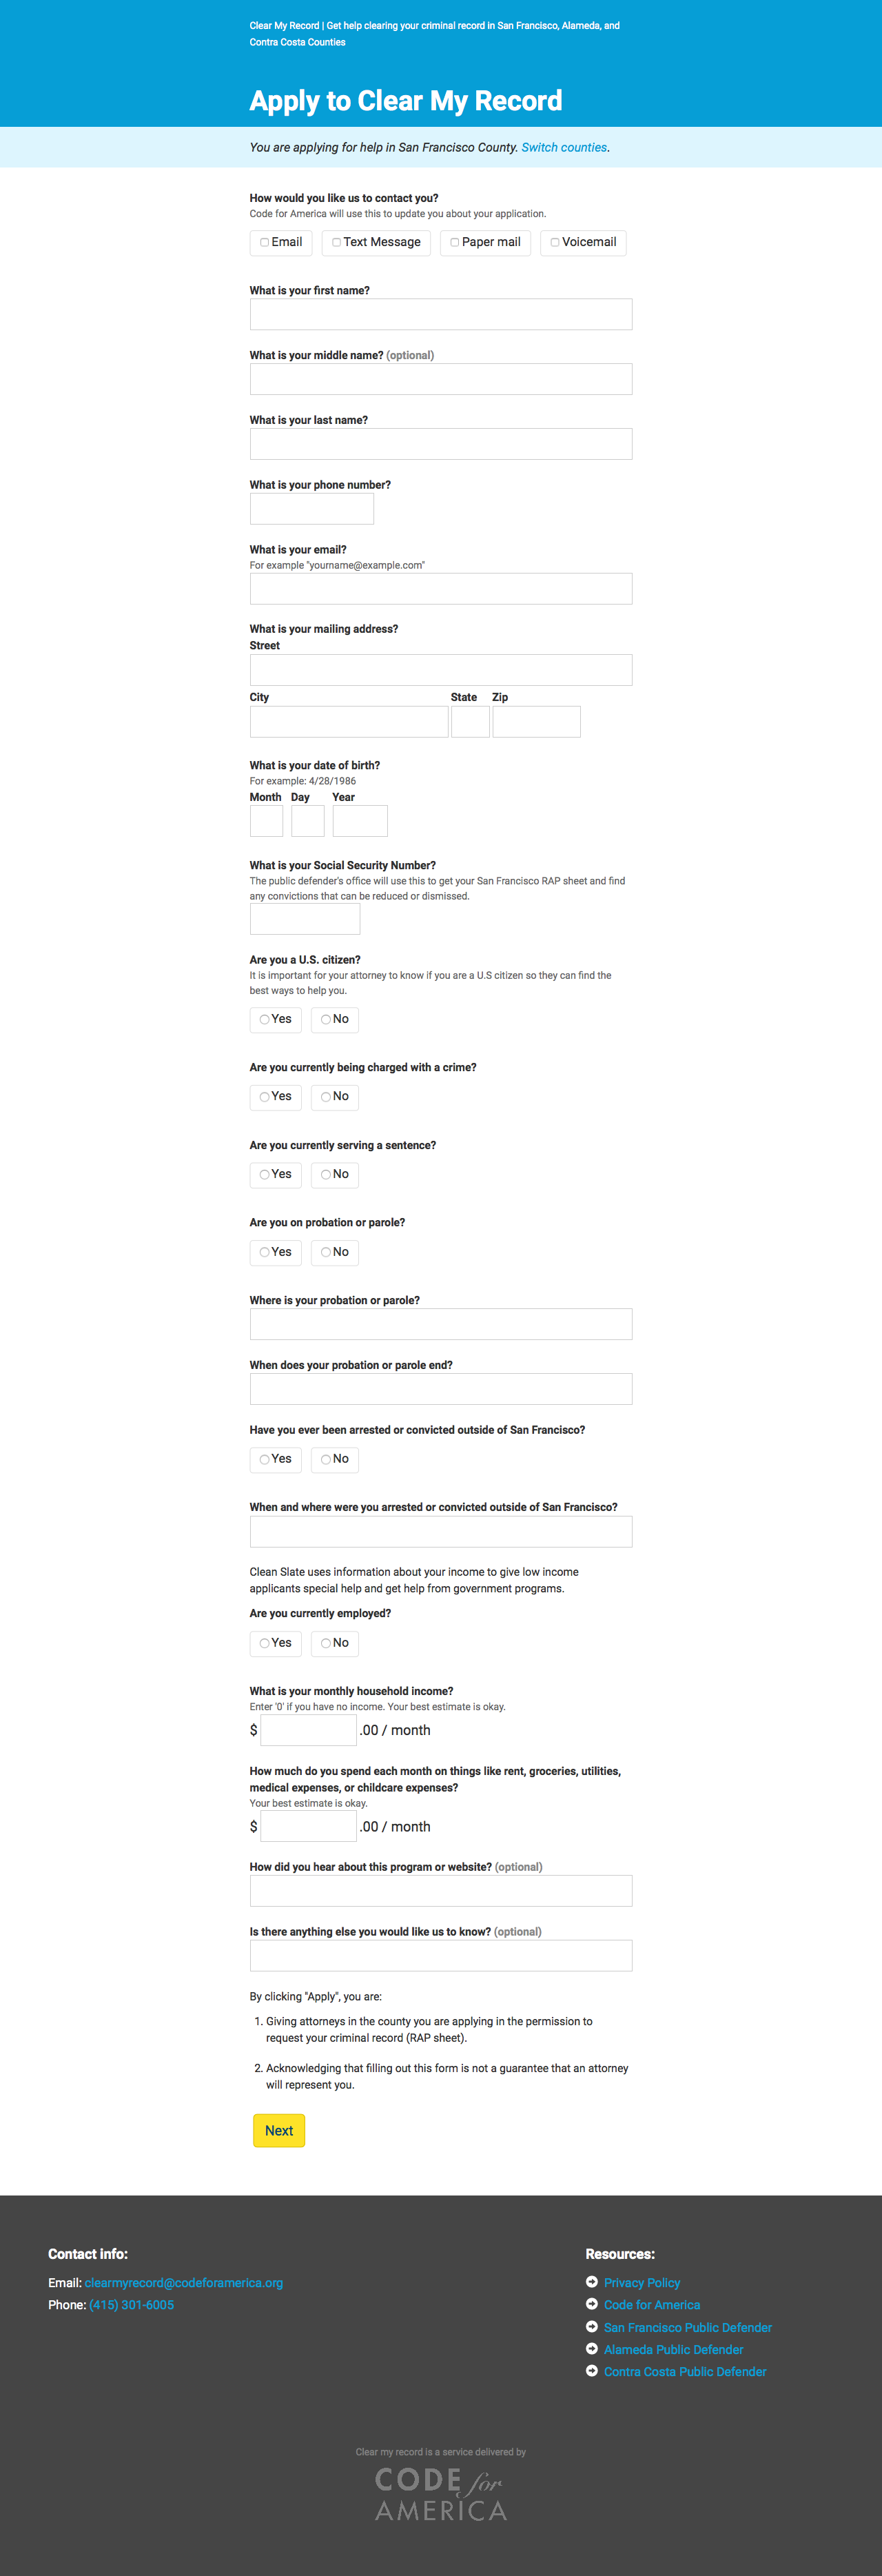 Clear My Record | Get help clearing your criminal record in San Francisco, Alameda, and
Contra Costa Counties
Apply to Clear My Record
You are applying for help in San Francisco County. Switch counties.
How would you like us to contact you?
Code for America will use this to update you about your application.
Email Text Message Paper mail Voicemail
What is your first name?
What is your middle name? (optional)
What is your last name?
What is your phone number?
What is your email?
For example "yourname@example.com"
What is your mailing address?
Street
City State Zip
What is your date of birth?
For example: 4/28/1986
Month Day Year
What is your Social Security Number?
The public defender's office will use this to get your San Francisco RAP sheet and find
any convictions that can be reduced or dismissed.
Are you a U.S. citizen?
It is important for your attorney to know if you are a U.S citizen so they can find the
best ways to help you.
Yes No
Are you currently being charged with a crime?
Yes No
Are you currently serving a sentence?
Yes No
Are you on probation or parole?
Yes No
Where is your probation or parole?
When does your probation or parole end?
Have you ever been arrested or convicted outside of San Francisco?
Yes No
When and where were you arrested or convicted outside of San Francisco?
Clean Slate uses information about your income to give low income
applicants special help and get help from government programs.
Are you currently employed?
Yes No
What is your monthly household income?
Enter '0' if you have no income. Your best estimate is okay.
$ .00 / month
How much do you spend each month on things like rent, groceries, utilities,
medical expenses, or childcare expenses?
Your best estimate is okay.
$ .00 / month
How did you hear about this program or website? (optional)
Is there anything else you would like us to know? (optional)
By clicking "Apply", you are:
1. Giving attorneys in the county you are applying in the permission to
request your criminal record (RAP sheet).
2. Acknowledging that filling out this form is not a guarantee that an attorney
will represent you.
Next
Contact info:
Email: clearmyrecord@codeforamerica.org
Phone: (415) 301-6005
Resources:
Privacy Policy
Code for America
San Francisco Public Defender
Alameda Public Defender
Contra Costa Public Defender
Clear my record is a service delivered by
CODE for
AMERICA